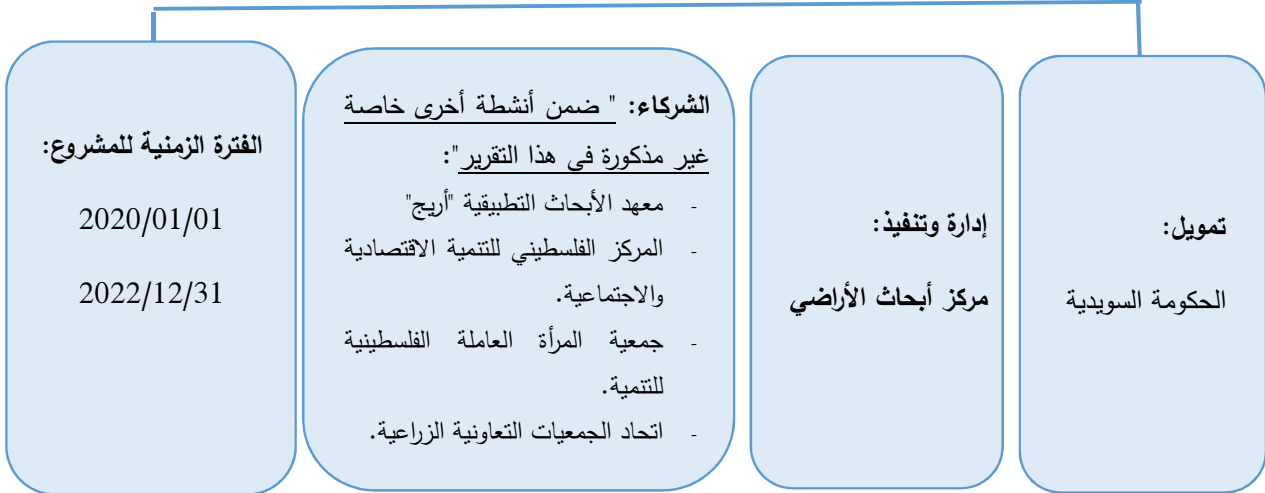 تمويل:
الحكومة السويدية
إدارة وتنفيذ:
مركز أبحاث الأراضي
الشركاء: " ضمن أنشطة أخرى خاصة
غير مذكورة في هذا التقرير":
- معهد الأبحاث التطبيقية "أريج"
- المركز الفلسطيني للتنمية الاقتصادية
والاجتماعية.
- جمعية المرأة العاملة الفلسطينية
للتنمية.
- اتحاد الجمعيات التعاونية الزراعية.
الفترة الزمنية للمشروع:
2020/01/01
2022/12/31